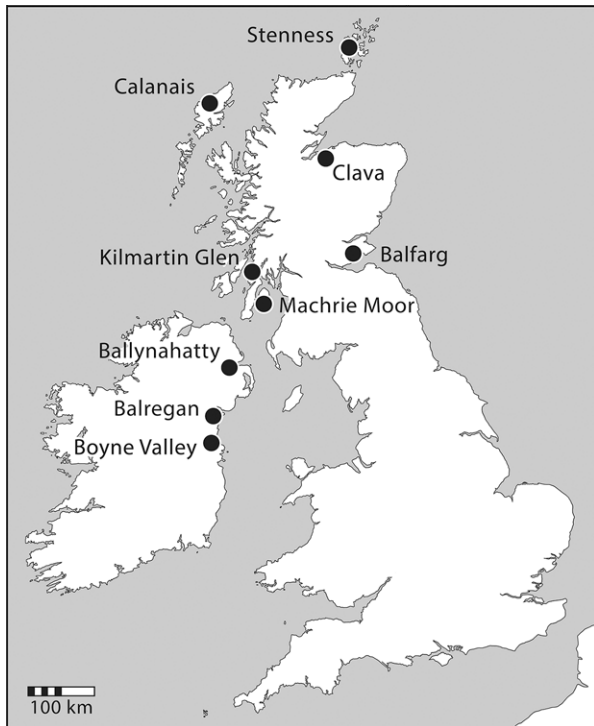 Stenness
Calanais
Clava
Kilmartin Glen
Balfarg
Machrie Moor
Ballynahatty
Balregan
Boyne Valley
100 km